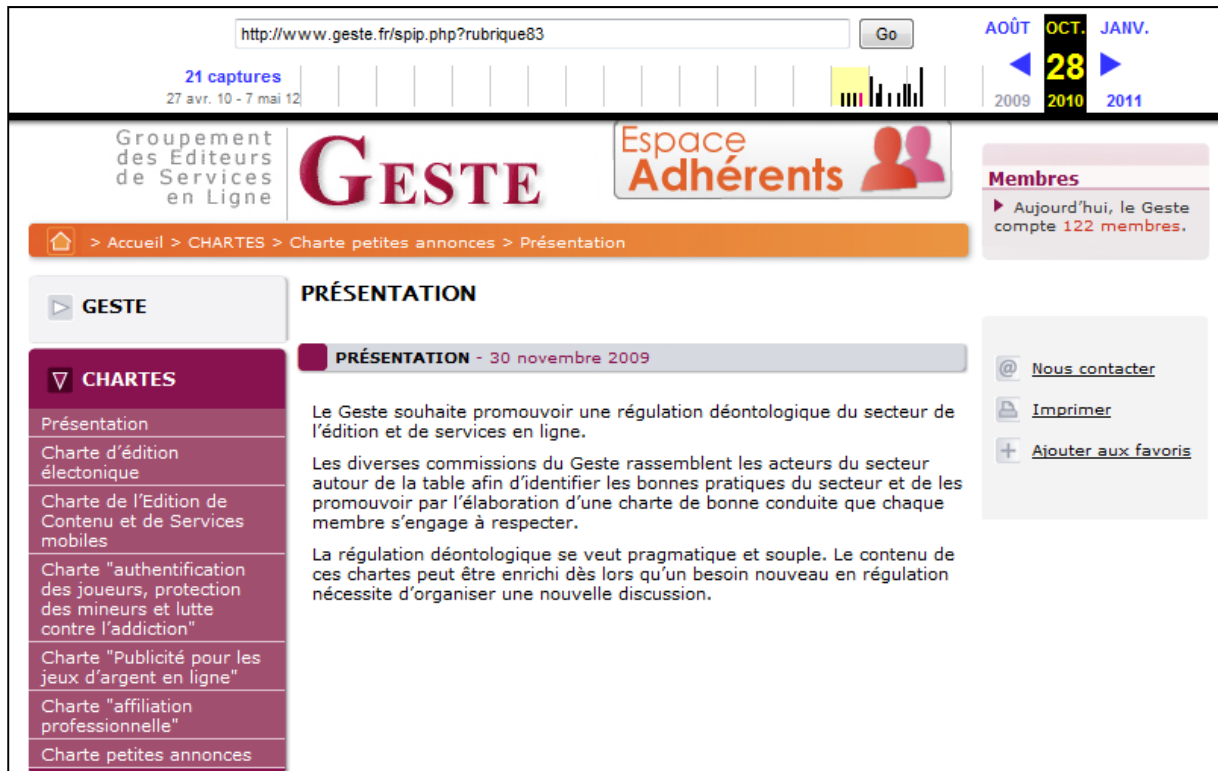 http://www.geste.fr/spip.php?rubrique83
Go
AOÛT OCT. JANV.
21 captures
28
27 avr. 10 - 7 mai 12
2009 2010 2011
Groupement
des Editeurs
de Services
en Ligne
GESTE
Espace
Adhérents
Membres
Aujourd'hui, le Geste
compte 122 membres.
> Accueil > CHARTES > Charte petites annonces > Présentation
GESTE
CHARTES
Présentation
Charte d'édition
électonique
Charte de l'Edition de
Contenu et de Services
mobiles
Charte "authentification
des joueurs, protection
des mineurs et lutte
contre l'addiction"
Charte "Publicité pour les
jeux d'argent en ligne"
Charte "affiliation
professionnelle"
Charte petites annonces
PRÉSENTATION
PRÉSENTATION - 30 novembre 2009
Le Geste souhaite promouvoir une régulation déontologique du secteur de
l'édition et de services en ligne.
Les diverses commissions du Geste rassemblent les acteurs du secteur
autour de la table afin d'identifier les bonnes pratiques du secteur et de les
promouvoir par l'élaboration d'une charte de bonne conduite que chaque
membre s'engage à respecter.
La régulation déontologique se veut pragmatique et souple. Le contenu de
ces chartes peut être enrichi dès lors qu'un besoin nouveau en régulation
nécessite d'organiser une nouvelle discussion.
@ Nous contacter
Imprimer
+ Ajouter aux favoris